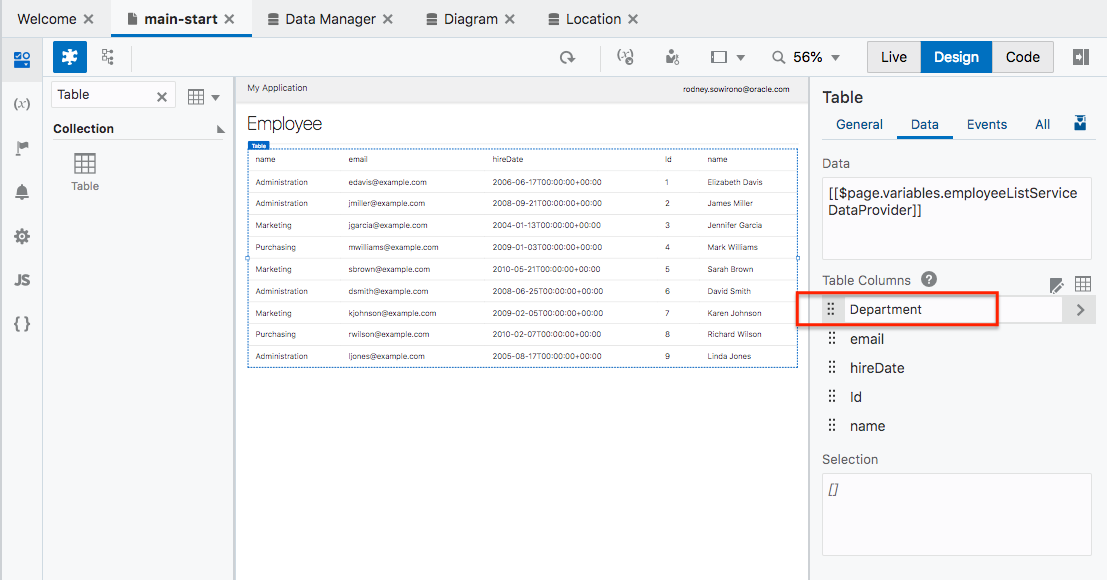 Welcome main-start Data Manager Diagram Location
56% Live Design Code
Table
Collection
Table
(x)
JS
{ }
My Application rodney.sowirono@oracle.com
Employee
Table
name email hireDate Id name
Administration edavis@example.com 2006-06-17T00:00:00+00:00 1 Elizabeth Davis
Administration jmiller@example.com 2008-09-21T00:00:00+00:00 2 James Miller
Marketing jgarcia@example.com 2004-01-13T00:00:00+00:00 3 Jennifer Garcia
Purchasing mwilliams@example.com 2009-01-03T00:00:00+00:00 4 Mark Williams
Marketing sbrown@example.com 2010-05-21T00:00:00+00:00 5 Sarah Brown
Administration dsmith@example.com 2008-06-25T00:00:00+00:00 6 David Smith
Marketing kjohnson@example.com 2009-02-05T00:00:00+00:00 7 Karen Johnson
Purchasing rwilson@example.com 2010-02-07T00:00:00+00:00 8 Richard Wilson
Administration ljones@example.com 2005-08-17T00:00:00+00:00 9 Linda Jones
Table
General Data Events All
Data
[[$page.variables.employeeListService
DataProvider]]
Table Columns ?
Department
email
hireDate
Id
name
Selection
[]